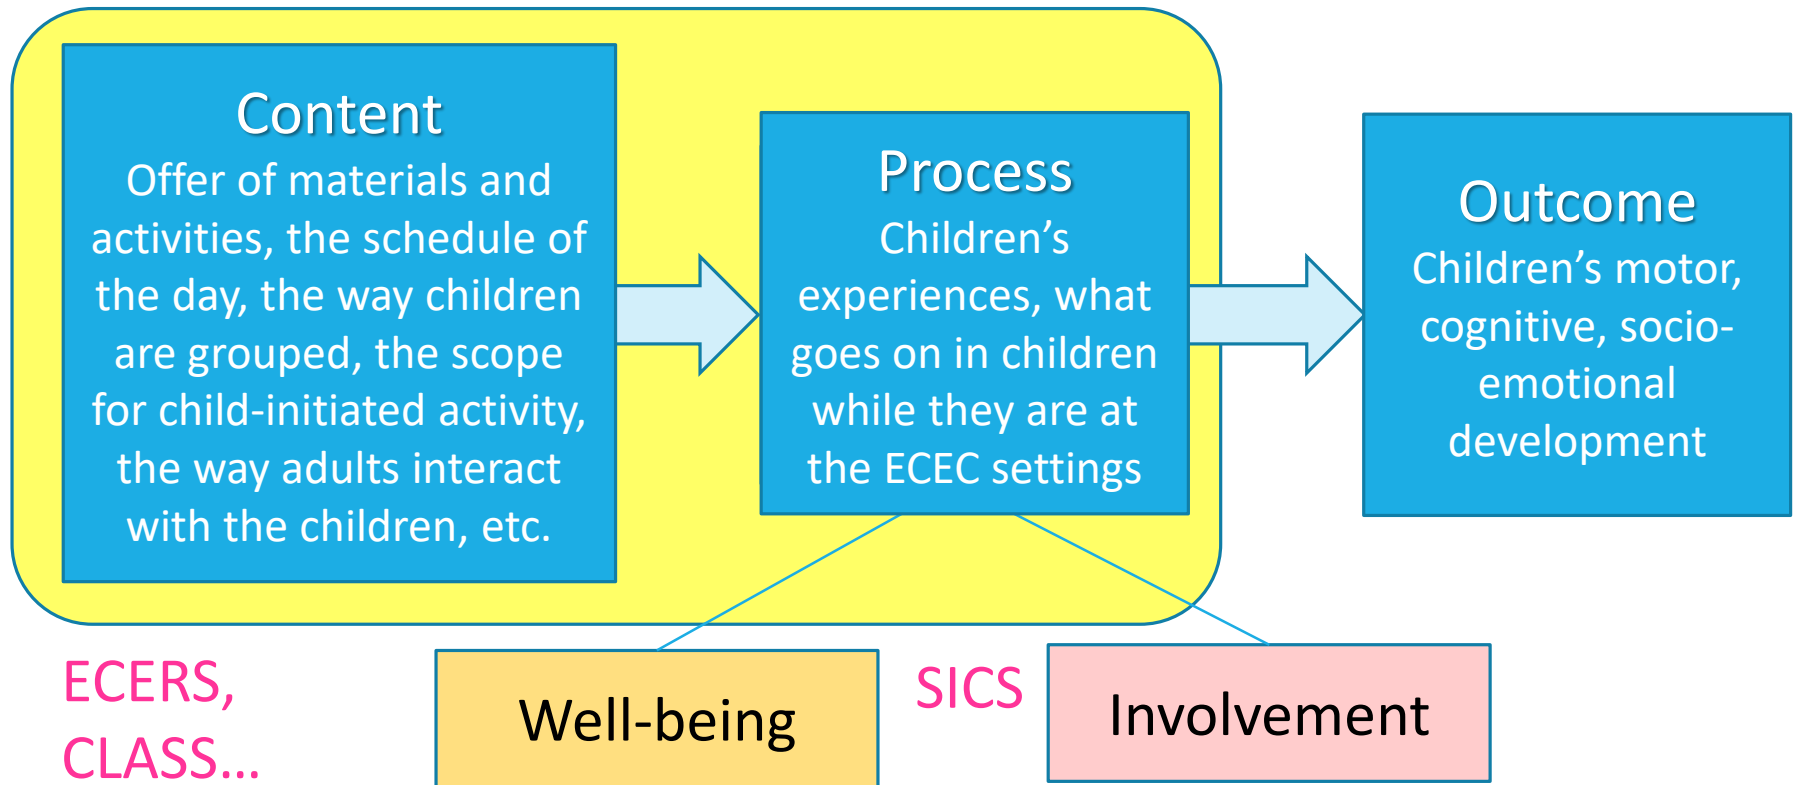 Content
Offer of materials and
activities, the schedule of
the day, the way children
are grouped, the scope
for child-initiated activity,
the way adults interact
with the children, etc.
Process
Children’s
experiences, what
goes on in children
while they are at
the ECEC settings
Outcome
Children’s motor,
cognitive, socio-
emotional
development
ECERS,
CLASS...
Well-being
SICS
Involvement